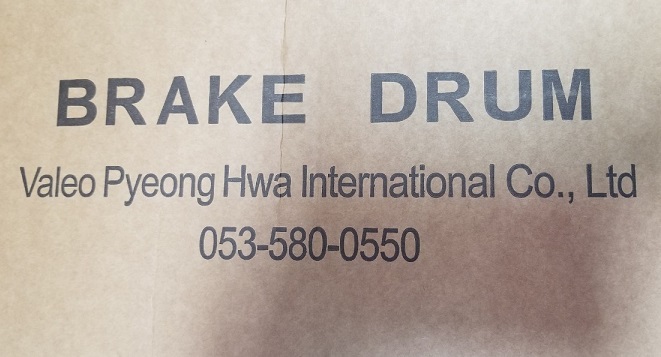 BRAKE DRUM
Valeo Pyeong Hwa International Co., Ltd
053-580-0550